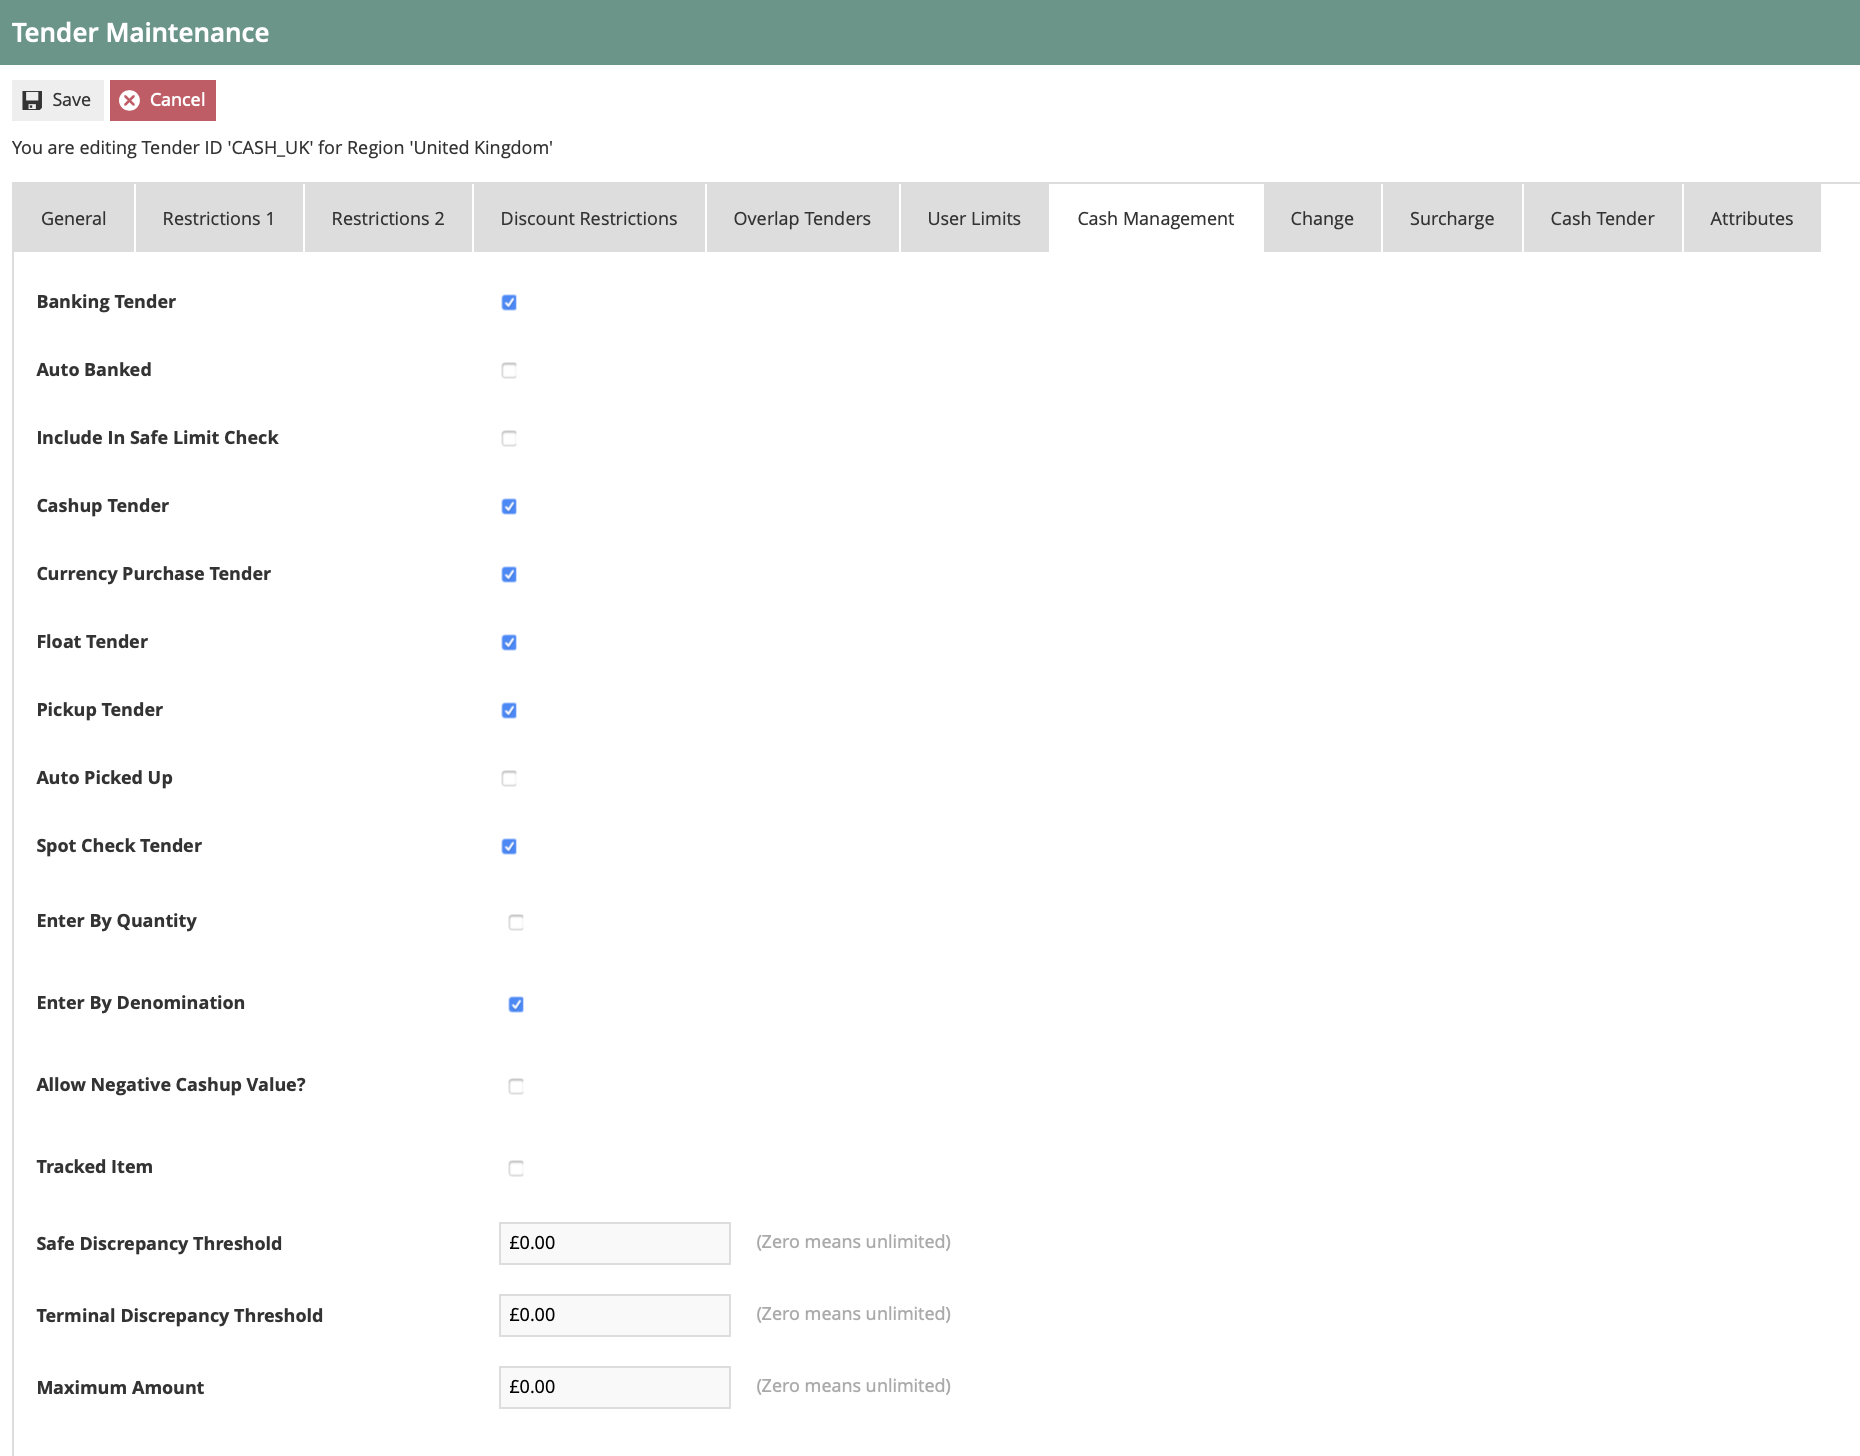 Tender Maintenance
Save Cancel
You are editing Tender ID 'CASH_UK' for Region 'United Kingdom'
General Restrictions 1 Restrictions 2 Discount Restrictions Overlap Tenders User Limits Cash Management Change Surcharge Cash Tender Attributes
Banking Tender
Auto Banked
Include In Safe Limit Check
Cashup Tender
Currency Purchase Tender
Float Tender
Pickup Tender
Auto Picked Up
Spot Check Tender
Enter By Quantity
Enter By Denomination
Allow Negative Cashup Value?
Tracked Item
Safe Discrepancy Threshold £0.00 (Zero means unlimited)
Terminal Discrepancy Threshold £0.00 (Zero means unlimited)
Maximum Amount £0.00 (Zero means unlimited)